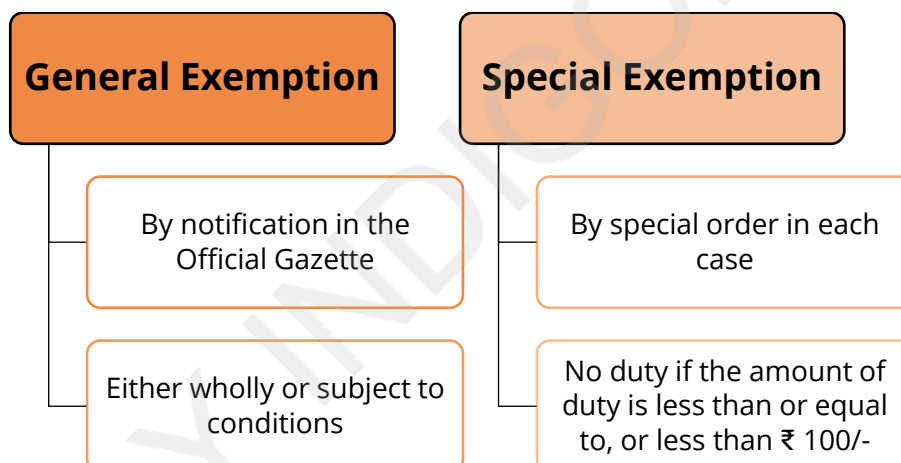 General Exemption
By notification in the
Official Gazette
Either wholly or subject to
conditions
Special Exemption
By special order in each
case
No duty if the amount of
duty is less than or equal
to, or less than ₹ 100/-